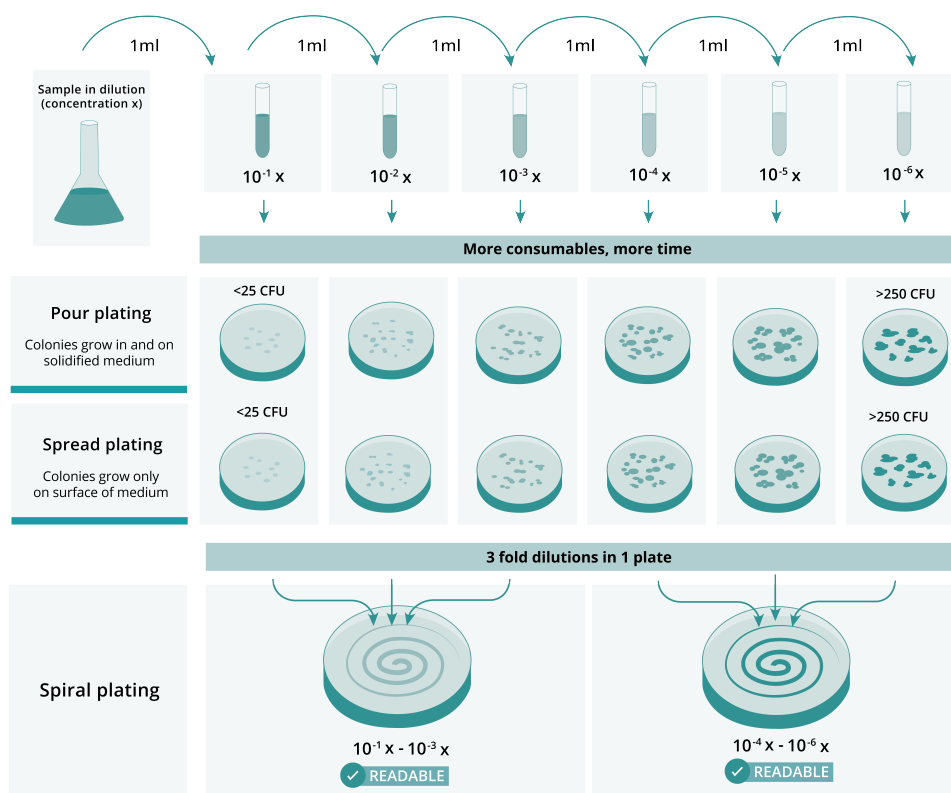 1ml 1ml 1ml 1ml 1ml 1ml
Sample in dilution
(concentration x)
10⁻¹ x 10⁻² x 10⁻³ x 10⁻⁴ x 10⁻⁵ x 10⁻⁶ x
More consumables, more time
<25 CFU >250 CFU
Pour plating
Colonies grow in and on
solidified medium
<25 CFU >250 CFU
Spread plating
Colonies grow only
on surface of medium
3 fold dilutions in 1 plate
Spiral plating
10⁻¹ x - 10⁻³ x 10⁻⁴ x - 10⁻⁶ x
READABLE READABLE